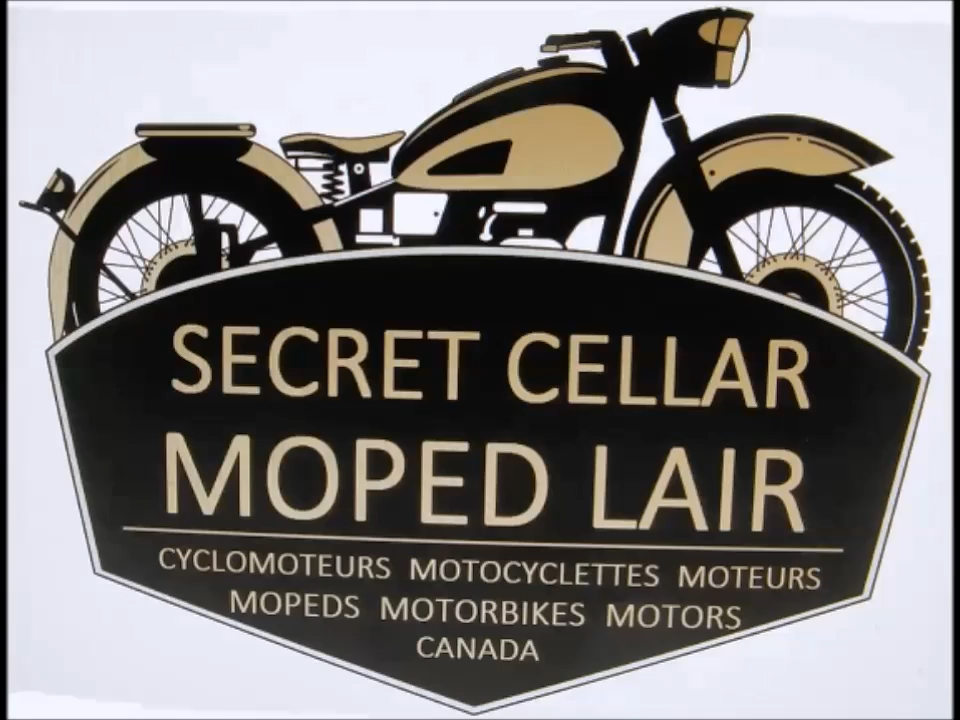 SECRET CELLAR
MOPED LAIR
CYCLOMOTEURS MOTOCYCLETTES MOTEURS
MOPEDS MOTORBIKES MOTORS
CANADA